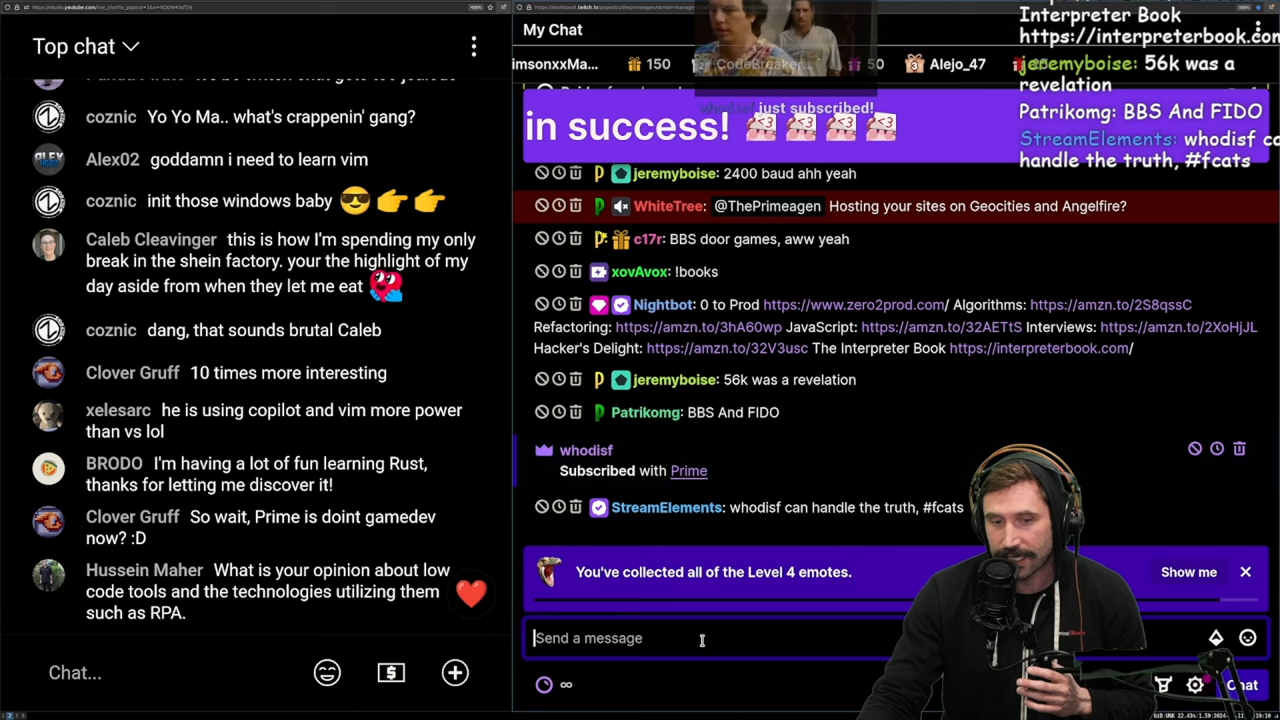 Top chat
coznic Yo Yo Ma.. what's crappenin' gang?
Alex02 goddamn i need to learn vim
coznic init those windows baby 😎 👉 👉
Caleb Cleavinger this is how I'm spending my only
break in the shein factory. your the highlight of my
day aside from when they let me eat
coznic dang, that sounds brutal Caleb
Clover Gruff 10 times more interesting
xelesarc he is using copilot and vim more power
than vs lol
BRODO I'm having a lot of fun learning Rust,
thanks for letting me discover it!
Clover Gruff So wait, Prime is doint gamedev
now? :D
Hussein Maher What is your opinion about low
code tools and the technologies utilizing them
such as RPA.
Chat...
My Chat
imsonxxMa... 150 CodeBreaker... 50 Alejo_47
whodisf just subscribed!
in success!
jeremyboise: 2400 baud ahh yeah
WhiteTree: @ThePrimeagen Hosting your sites on Geocities and Angelfire?
c17r: BBS door games, aww yeah
xovAvox: !books
Nightbot: 0 to Prod https://www.zero2prod.com/ Algorithms: https://amzn.to/2S8qssC
Refactoring: https://amzn.to/3hA60wp JavaScript: https://amzn.to/32AETtS Interviews: https://amzn.to/2XoHjJL
Hacker's Delight: https://amzn.to/32V3usc The Interpreter Book https://interpreterbook.com/
jeremyboise: 56k was a revelation
Patrikomg: BBS And FIDO
whodisf
Subscribed with Prime
StreamElements: whodisf can handle the truth, #fcats
You've collected all of the Level 4 emotes.
Show me
Send a message
Chat
Interpreter Book
https://interpreterbook.com
jeremyboise: 56k was a
revelation
Patrikomg: BBS And FIDO
StreamElements: whodisf ca
handle the truth, #fcats